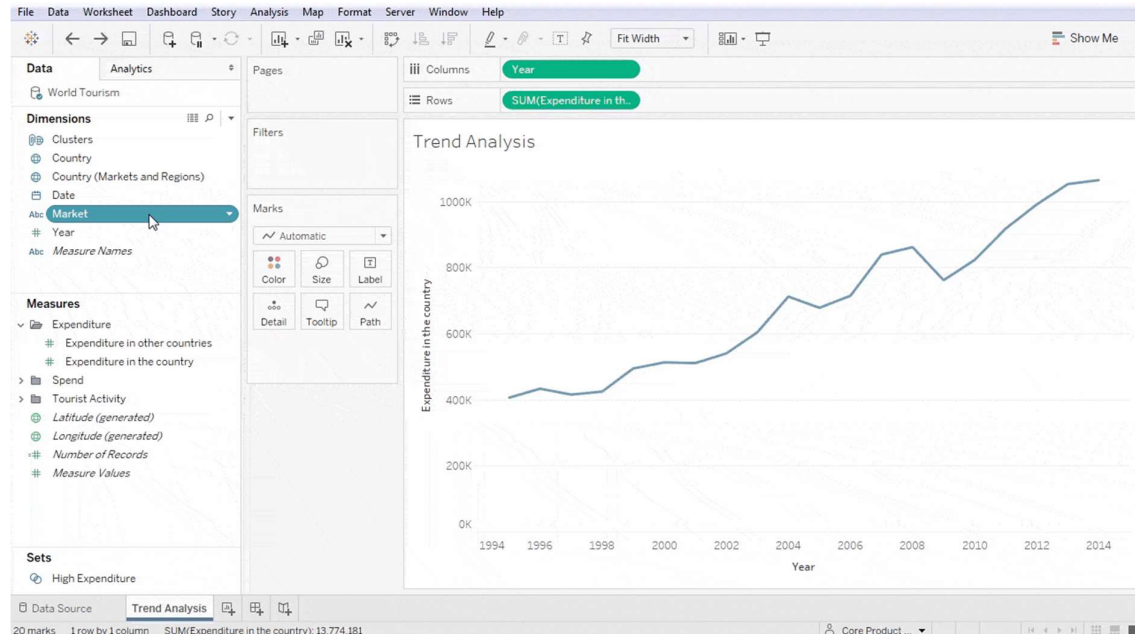 File Data Worksheet Dashboard Story Analysis Map Format Server Window Help
Fit Width
Show Me
Data Analytics
World Tourism
Dimensions
Clusters
Country
Country (Markets and Regions)
Date
Abc Market
Year
Abc Measure Names
Measures
Expenditure
Expenditure in other countries
Expenditure in the country
Spend
Tourist Activity
Latitude (generated)
Longitude (generated)
Number of Records
Measure Values
Sets
High Expenditure
Pages
Filters
Marks
Automatic
Color Size Label
Detail Tooltip Path
Columns Year
Rows SUM(Expenditure in th..
Trend Analysis
Expenditure in the country
1000K
800K
600K
400K
200K
0K
1994 1996 1998 2000 2002 2004 2006 2008 2010 2012 2014
Year
Data Source Trend Analysis
20 marks 1 row by 1 column SUM(Expenditure in the country): 13,774,181
Core Product ...